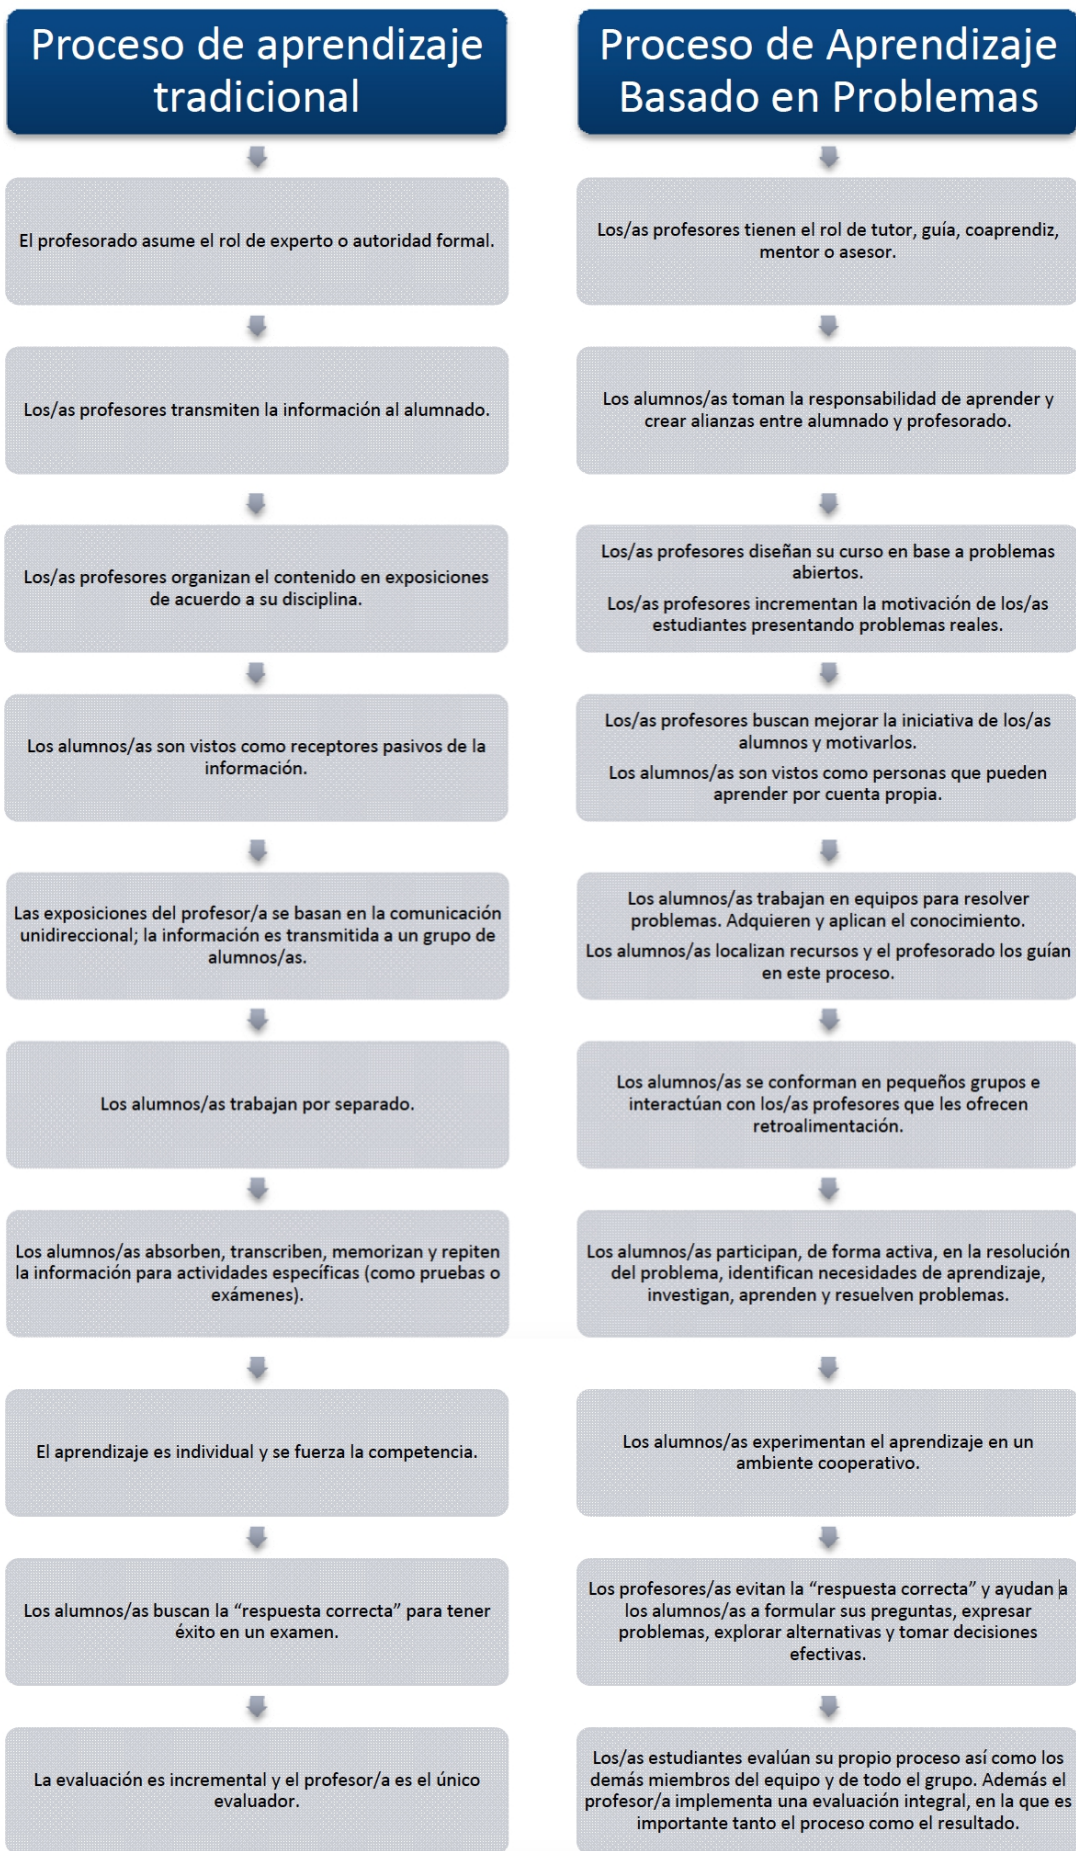 Proceso de aprendizaje
tradicional
El profesorado asume el rol de experto o autoridad formal.
Los/as profesores transmiten la información al alumnado.
Los/as profesores organizan el contenido en exposiciones
de acuerdo a su disciplina.
Los alumnos/as son vistos como receptores pasivos de la
información.
Las exposiciones del profesor/a se basan en la comunicación
unidireccional; la información es transmitida a un grupo de
alumnos/as.
Los alumnos/as trabajan por separado.
Los alumnos/as absorben, transcriben, memorizan y repiten
la información para actividades específicas (como pruebas o
exámenes).
El aprendizaje es individual y se fuerza la competencia.
Los alumnos/as buscan la “respuesta correcta” para tener
éxito en un examen.
La evaluación es incremental y el profesor/a es el único
evaluador.
Proceso de Aprendizaje
Basado en Problemas
Los/as profesores tienen el rol de tutor, guía, coaprendiz,
mentor o asesor.
Los alumnos/as toman la responsabilidad de aprender y
crear alianzas entre alumnado y profesorado.
Los/as profesores diseñan su curso en base a problemas
abiertos.
Los/as profesores incrementan la motivación de los/as
estudiantes presentando problemas reales.
Los/as profesores buscan mejorar la iniciativa de los/as
alumnos y motivarlos.
Los alumnos/as son vistos como personas que pueden
aprender por cuenta propia.
Los alumnos/as trabajan en equipos para resolver
problemas. Adquieren y aplican el conocimiento.
Los alumnos/as localizan recursos y el profesorado los guían
en este proceso.
Los alumnos/as se conforman en pequeños grupos e
interactúan con los/as profesores que les ofrecen
retroalimentación.
Los alumnos/as participan, de forma activa, en la resolución
del problema, identifican necesidades de aprendizaje,
investigan, aprenden y resuelven problemas.
Los alumnos/as experimentan el aprendizaje en un
ambiente cooperativo.
Los profesores/as evitan la “respuesta correcta” y ayudan a
los alumnos/as a formular sus preguntas, expresar
problemas, explorar alternativas y tomar decisiones
efectivas.
Los/as estudiantes evalúan su propio proceso así como los
demás miembros del equipo y de todo el grupo. Además el
profesor/a implementa una evaluación integral, en la que es
importante tanto el proceso como el resultado.